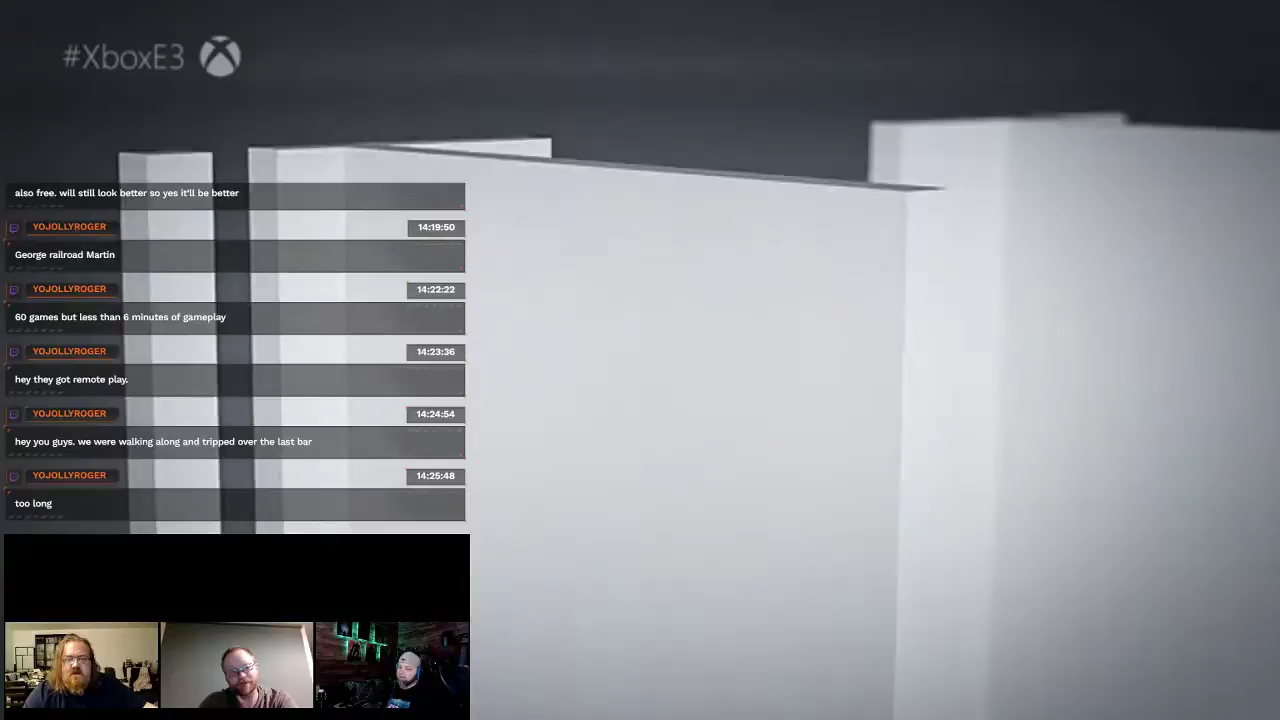 #XboxE3
also free. will still look better so yes it'll be better
YOJOLLYROGER
14:19:50
George railroad Martin
YOJOLLYROGER
14:22:22
60 games but less than 6 minutes of gameplay
YOJOLLYROGER
14:23:36
hey they got remote play.
YOJOLLYROGER
14:24:54
hey you guys. we were walking along and tripped over the last bar
YOJOLLYROGER
14:25:48
too long